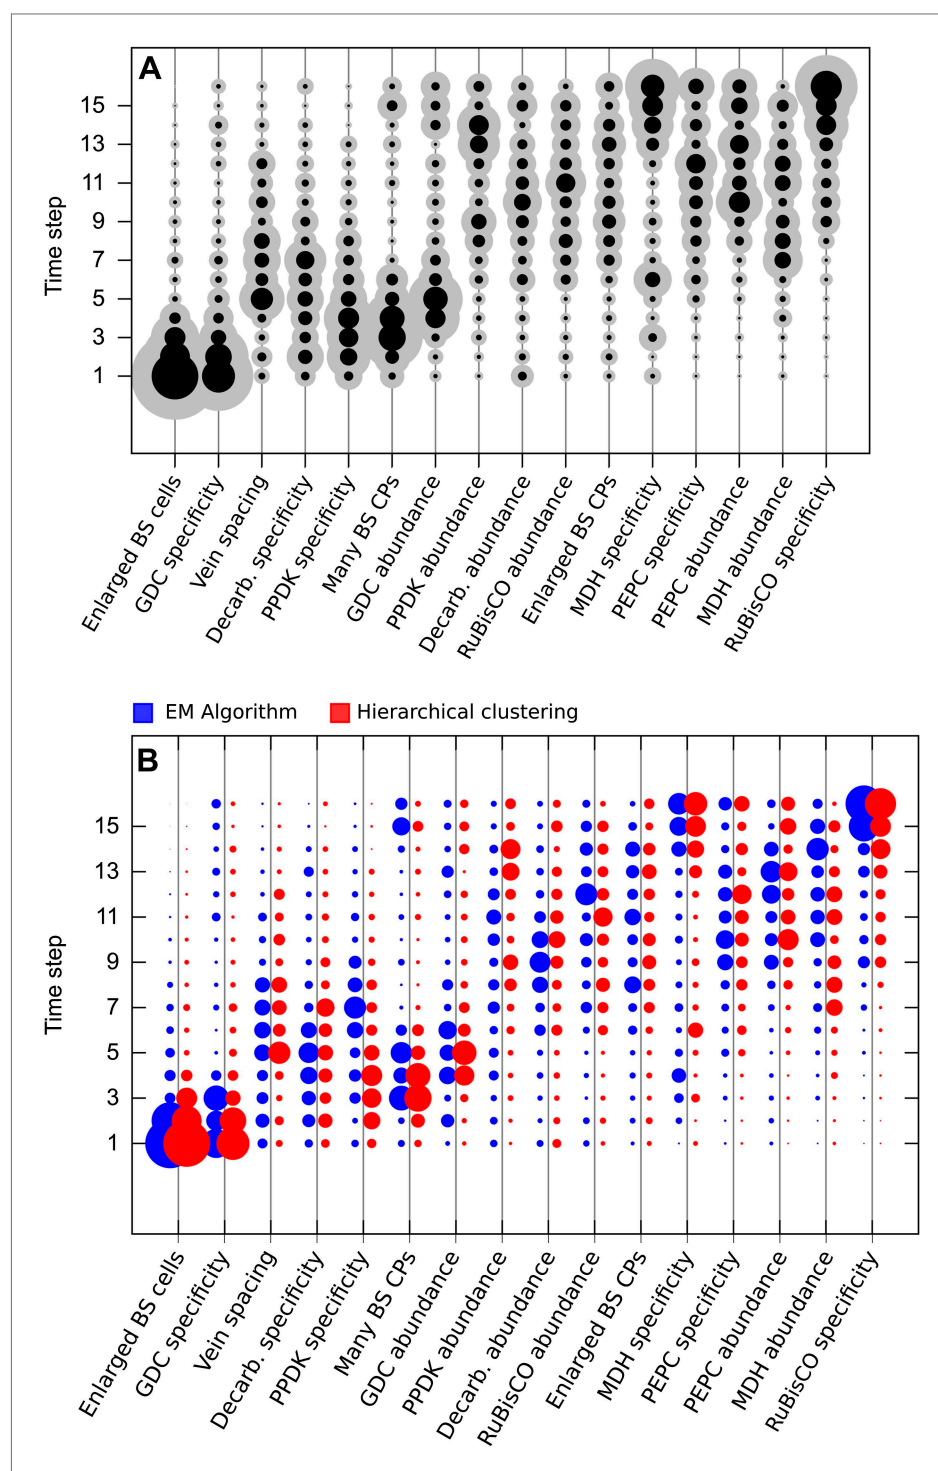 A
Time step
15
13
11
9
7
5
3
1
Enlarged BS cells
GDC specificity
Vein spacing
Decarb. specificity
PPDK specificity
Many BS CPs
GDC abundance
PPDK abundance
Decarb. abundance
RuBisCO abundance
Enlarged BS CPs
MDH specificity
PEPC specificity
PEPC abundance
MDH abundance
RuBisCO specificity
EM Algorithm
Hierarchical clustering
B
Time step
15
13
11
9
7
5
3
1
Enlarged BS cells
GDC specificity
Vein spacing
Decarb. specificity
PPDK specificity
Many BS CPs
GDC abundance
PPDK abundance
Decarb. abundance
RuBisCO abundance
Enlarged BS CPs
MDH specificity
PEPC specificity
PEPC abundance
MDH abundance
RuBisCO specificity